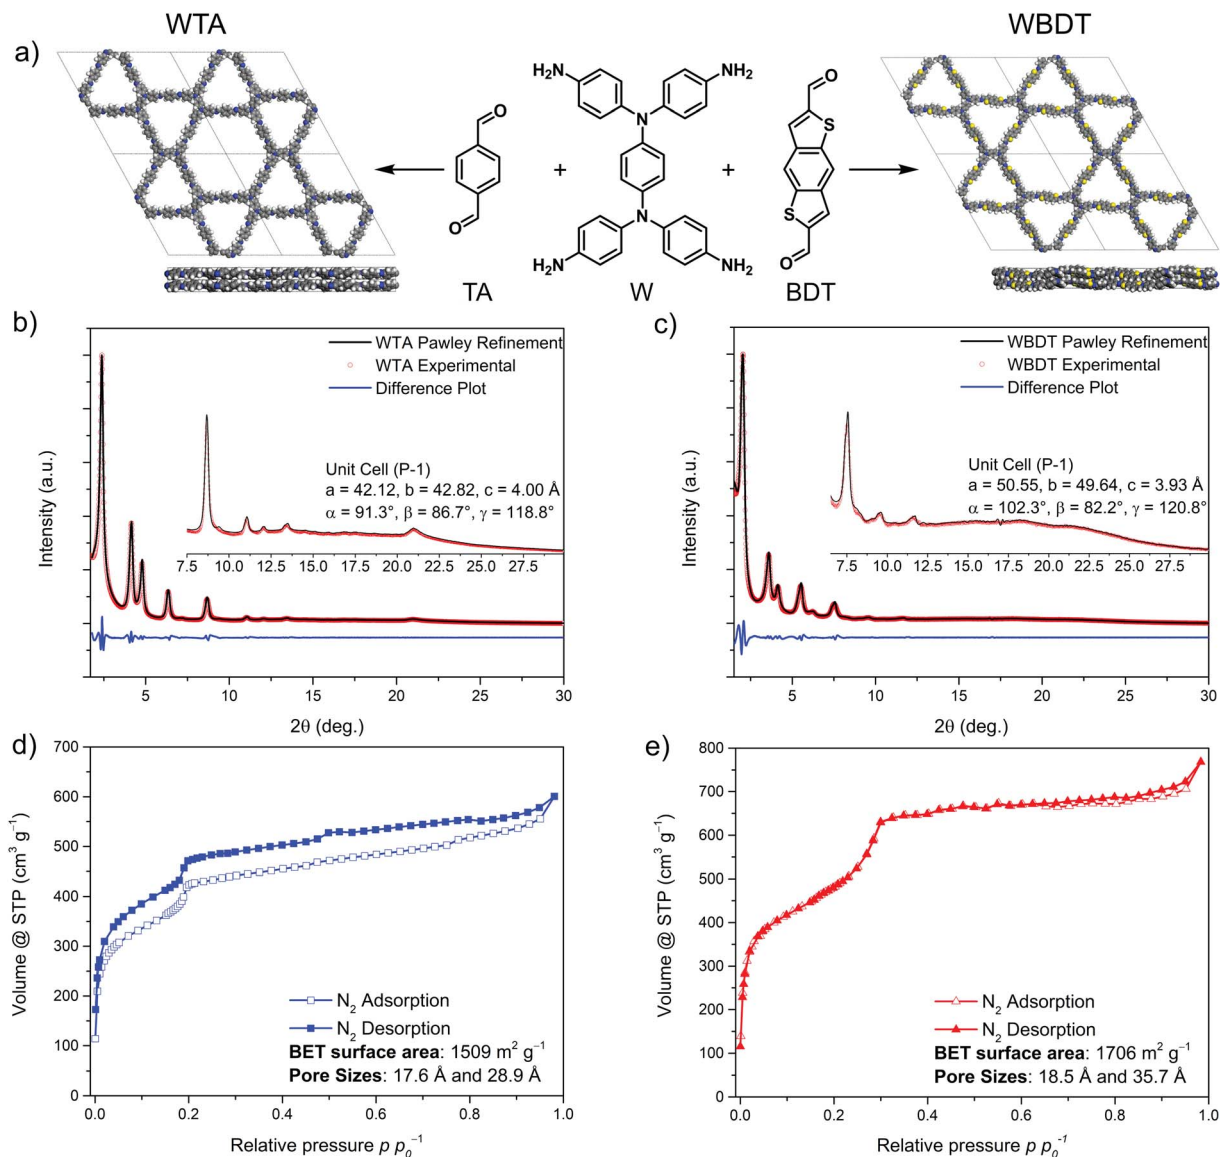 WTA
WBDT
a)
H₂N
NH₂
O
N
S
+
+
N
S
O
H₂N
NH₂
O
O
TA
W
BDT
b)
WTA Pawley Refinement
WTA Experimental
Difference Plot
Unit Cell (P-1)
a = 42.12, b = 42.82, c = 4.00 Å
α = 91.3°, β = 86.7°, γ = 118.8°
7.5 10.0 12.5 15.0 17.5 20.0 22.5 25.0 27.5
Intensity (a.u.)
5 10 15 20 25 30
2θ (deg.)
c)
WBDT Pawley Refinement
WBDT Experimental
Difference Plot
Unit Cell (P-1)
a = 50.55, b = 49.64, c = 3.93 Å
α = 102.3°, β = 82.2°, γ = 120.8°
7.5 10.0 12.5 15.0 17.5 20.0 22.5 25.0 27.5
Intensity (a.u.)
5 10 15 20 25 30
2θ (deg.)
d)
700
600
500
400
300
200
100
0
Volume @ STP (cm³ g⁻¹)
N₂ Adsorption
N₂ Desorption
BET surface area: 1509 m² g⁻¹
Pore Sizes: 17.6 Å and 28.9 Å
0.0 0.2 0.4 0.6 0.8 1.0
Relative pressure p p₀⁻¹
e)
800
700
600
500
400
300
200
100
0
Volume @ STP (cm³ g⁻¹)
N₂ Adsorption
N₂ Desorption
BET surface area: 1706 m² g⁻¹
Pore Sizes: 18.5 Å and 35.7 Å
0.0 0.2 0.4 0.6 0.8 1.0
Relative pressure p p₀⁻¹